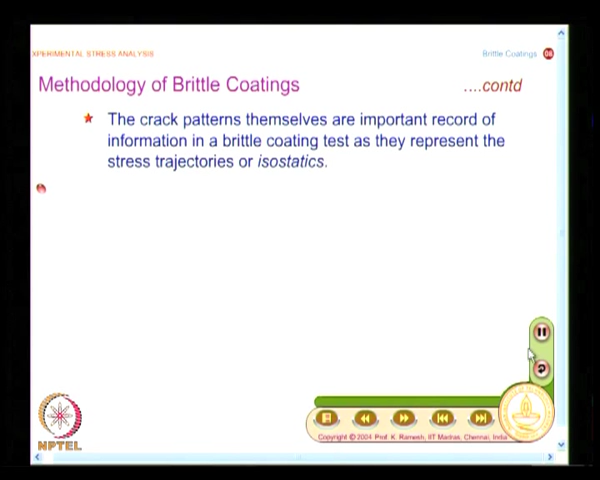 XPERIMENTAL STRESS ANALYSIS
Brittle Coatings 08
Methodology of Brittle Coatings
....contd
The crack patterns themselves are important record of
information in a brittle coating test as they represent the
stress trajectories or isostatics.
NPTEL
Copyright © 2004 Prof. K. Ramesh, IIT Madras, Chennai, India